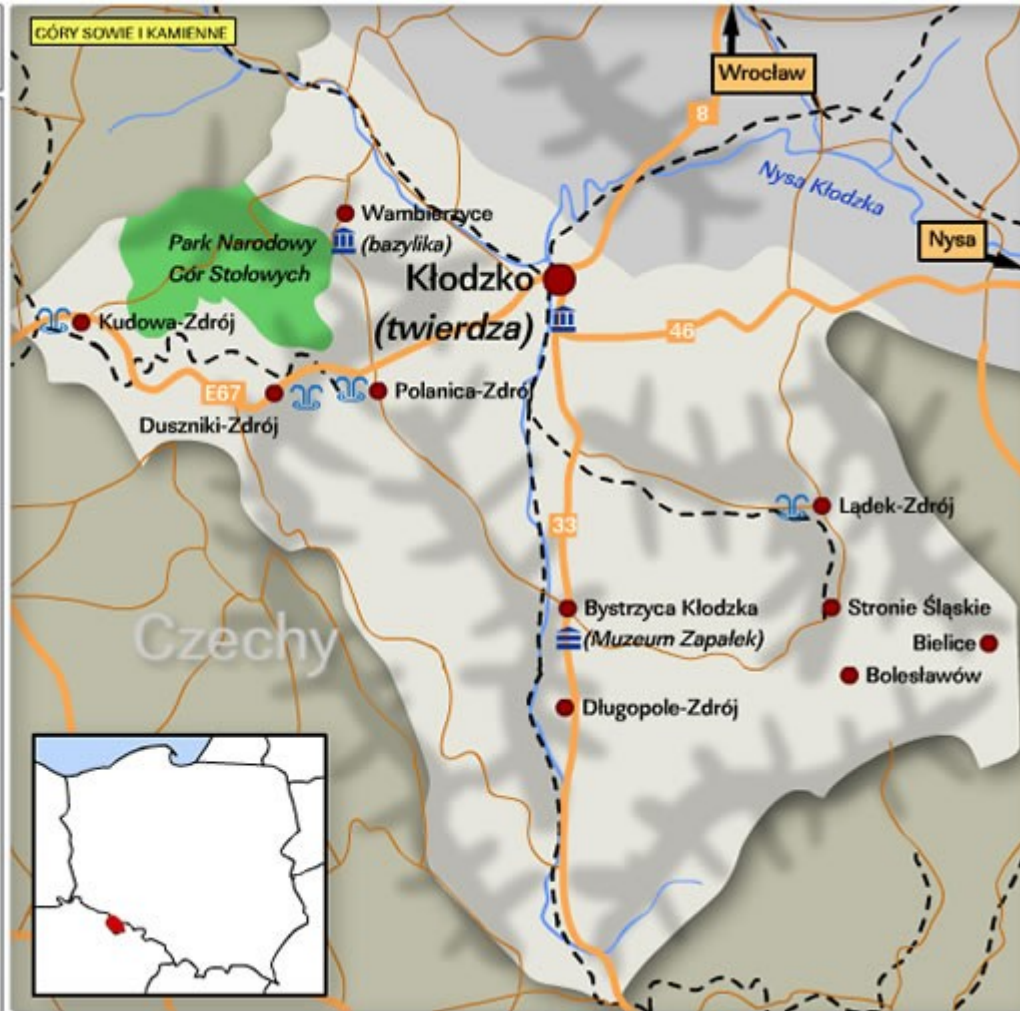 GÓRY SOWIE I KAMIENNE
Wrocław
8
Nysa Kłodzka
Wambierzyce
(bazylika)
Park Narodowy
Gór Stołowych
Nysa
Kłodzko
(twierdza)
Kudowa-Zdrój
46
E67
Polanica-Zdrój
Duszniki-Zdrój
Lądek-Zdrój
33
Bystrzyca Kłodzka
(Muzeum Zapałek)
Stronie Śląskie
Czechy
Bielice
Bolesławów
Długopole-Zdrój